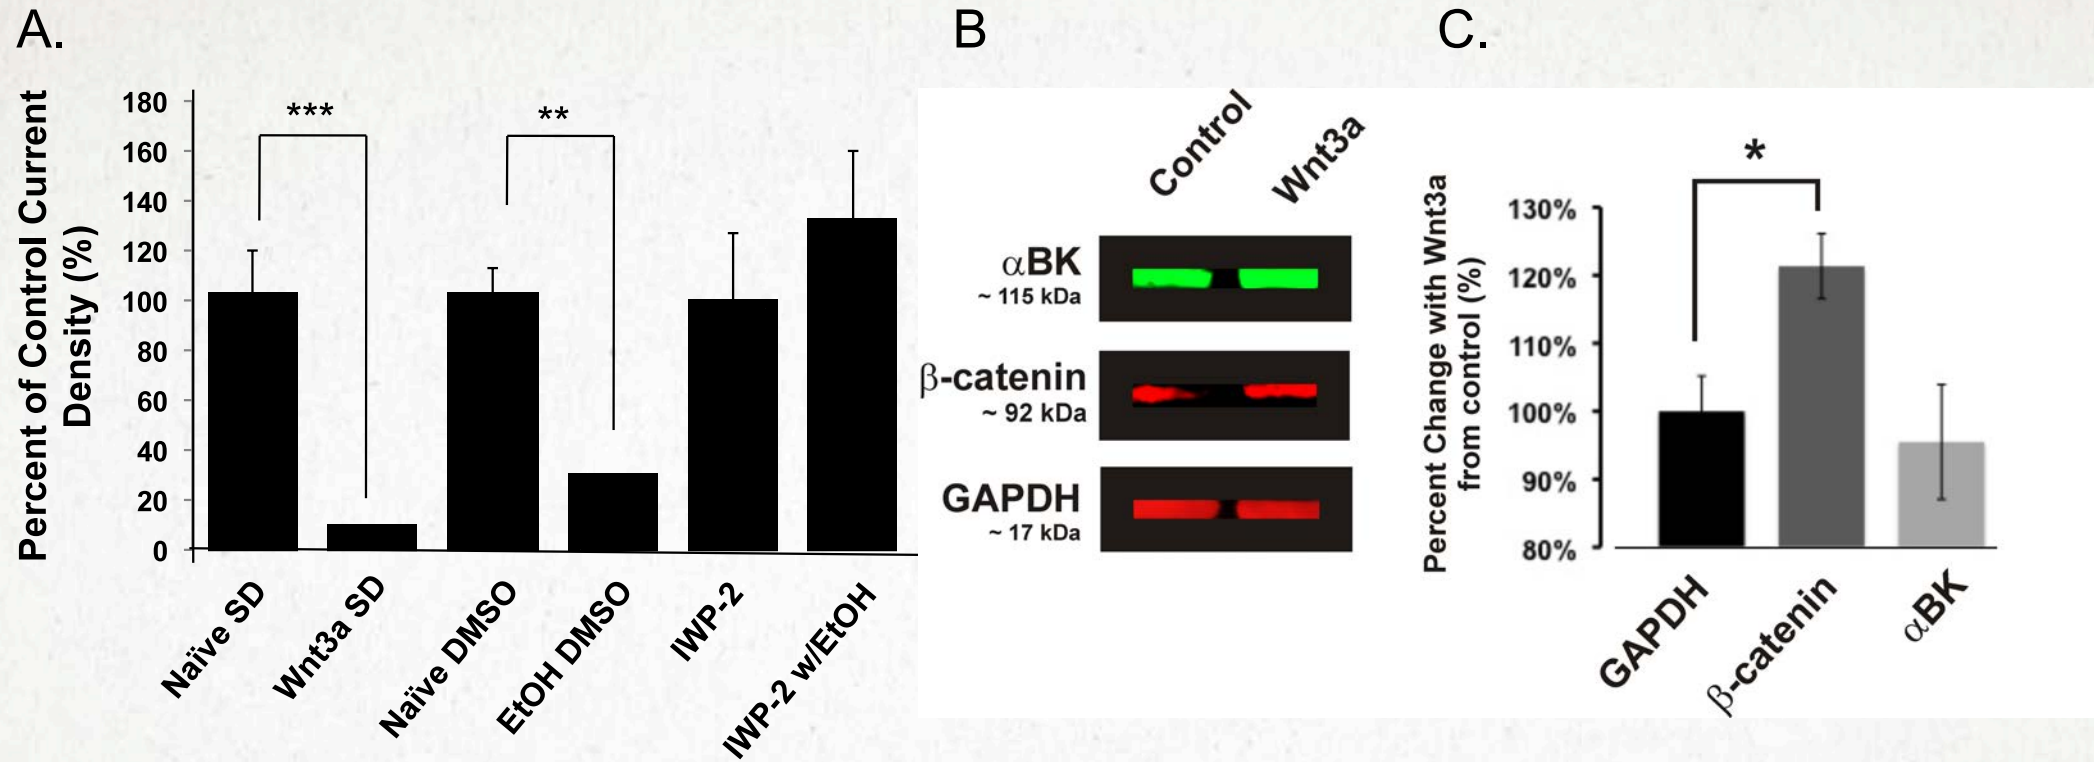 A.
Percent of Control Current
Density (%)
180
160
140
120
100
80
60
40
20
0
***
**
Naïve SD
Wnt3a SD
Naïve DMSO
EtOH DMSO
IWP-2
IWP-2 w/EtOH
B
Control
Wnt3a
αBK
~ 115 kDa
β-catenin
~ 92 kDa
GAPDH
~ 17 kDa
C.
Percent Change with Wnt3a
from control (%)
130%
120%
110%
100%
90%
80%
*
GAPDH
β-catenin
αBK